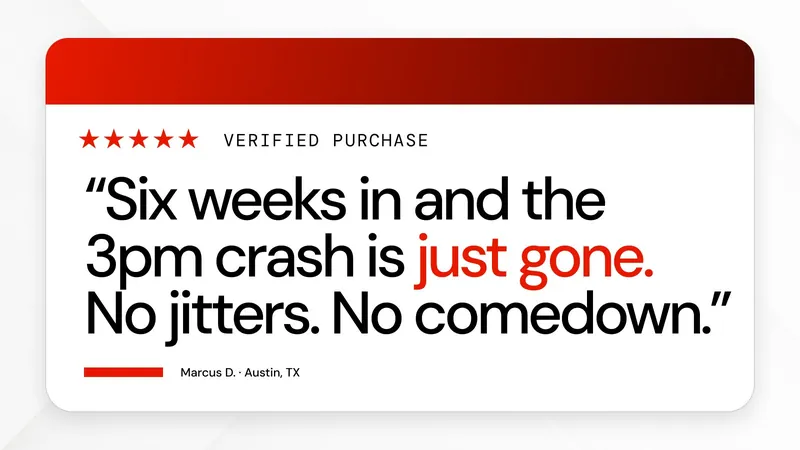 ★★★★★ VERIFIED PURCHASE
“Six weeks in and the
3pm crash is just gone.
No jitters. No comedown.”
Marcus D. · Austin, TX